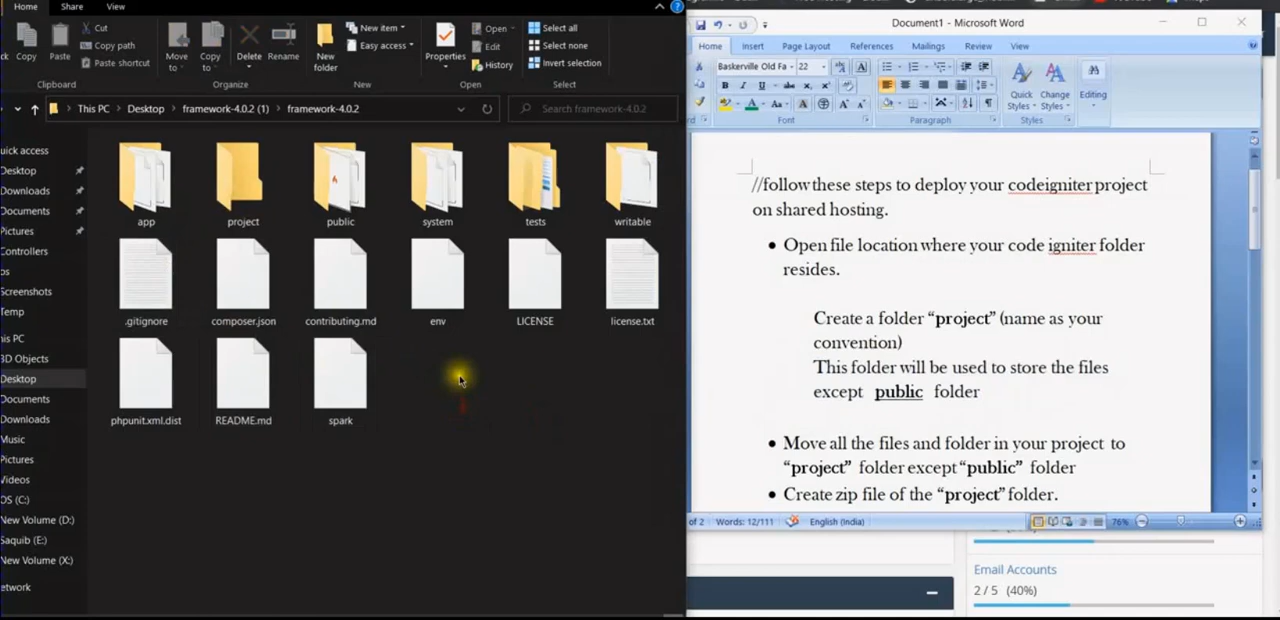 Home Share View
Copy Paste Cut Copy path Paste shortcut
Move to Copy to Delete Rename
New folder New item Easy access
Properties Open Edit History
Select all Select none Invert selection
Clipboard Organize New Open Select
This PC Desktop framework-4.0.2 (1) framework-4.0.2
Search framework-4.0.2
uick access
Desktop
Downloads
Documents
Pictures
Controllers
os
Screenshots
Temp
his PC
3D Objects
Desktop
Documents
Downloads
Music
Pictures
Videos
OS (C:)
New Volume (D:)
Saquib (E:)
New Volume (X:)
etwork
app project public system tests writable
.gitignore composer.json contributing.md env LICENSE license.txt
phpunit.xml.dist README.md spark
Document1 - Microsoft Word
Home Insert Page Layout References Mailings Review View
Baskerville Old Fa 22
B I U abc
Aa A A A
Quick Styles Change Styles Editing
Font Paragraph Styles
//follow these steps to deploy your codeigniter project
on shared hosting.
• Open file location where your code igniter folder
resides.
Create a folder “project” (name as your
convention)
This folder will be used to store the files
except public folder
• Move all the files and folder in your project to
“project” folder except “public” folder
• Create zip file of the “project” folder.
of 2 Words: 12/111 English (India) 76%
Email Accounts
2 / 5 (40%)